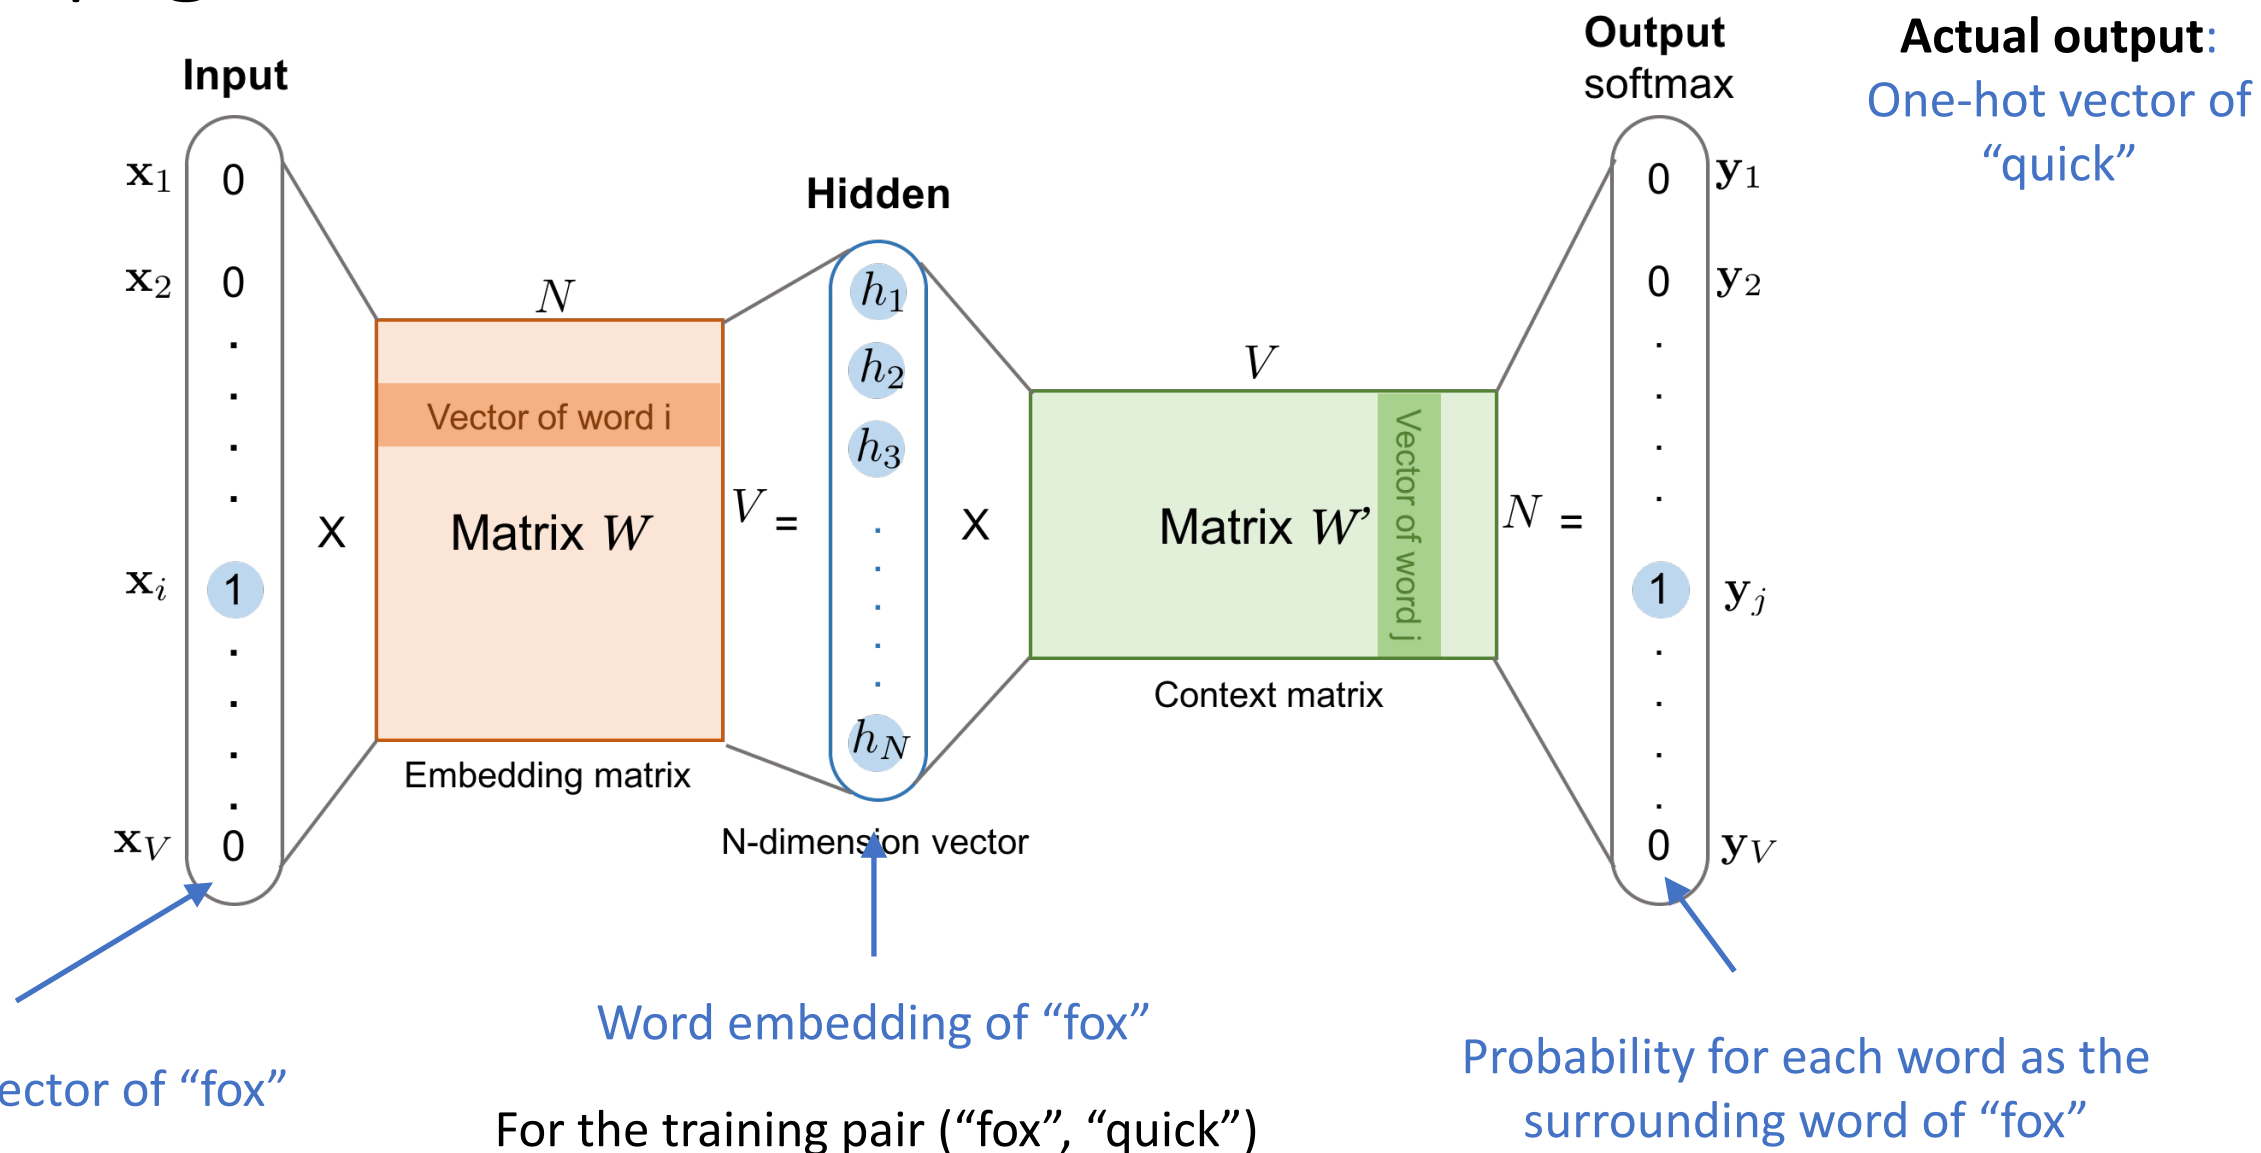 Input
x1 0
x2 0
xi 1
xV 0
X
N
Vector of word i
Matrix W
V =
Embedding matrix
Hidden
h1
h2
h3
hN
N-dimension vector
X
V
Matrix W’
Vector of word j
N =
Context matrix
Output
softmax
0 y1
0 y2
1 yj
0 yV
Actual output:
One-hot vector of
“quick”
of “fox”
Word embedding of “fox”
For the training pair (“fox”, “quick”)
Probability for each word as the
surrounding word of “fox”